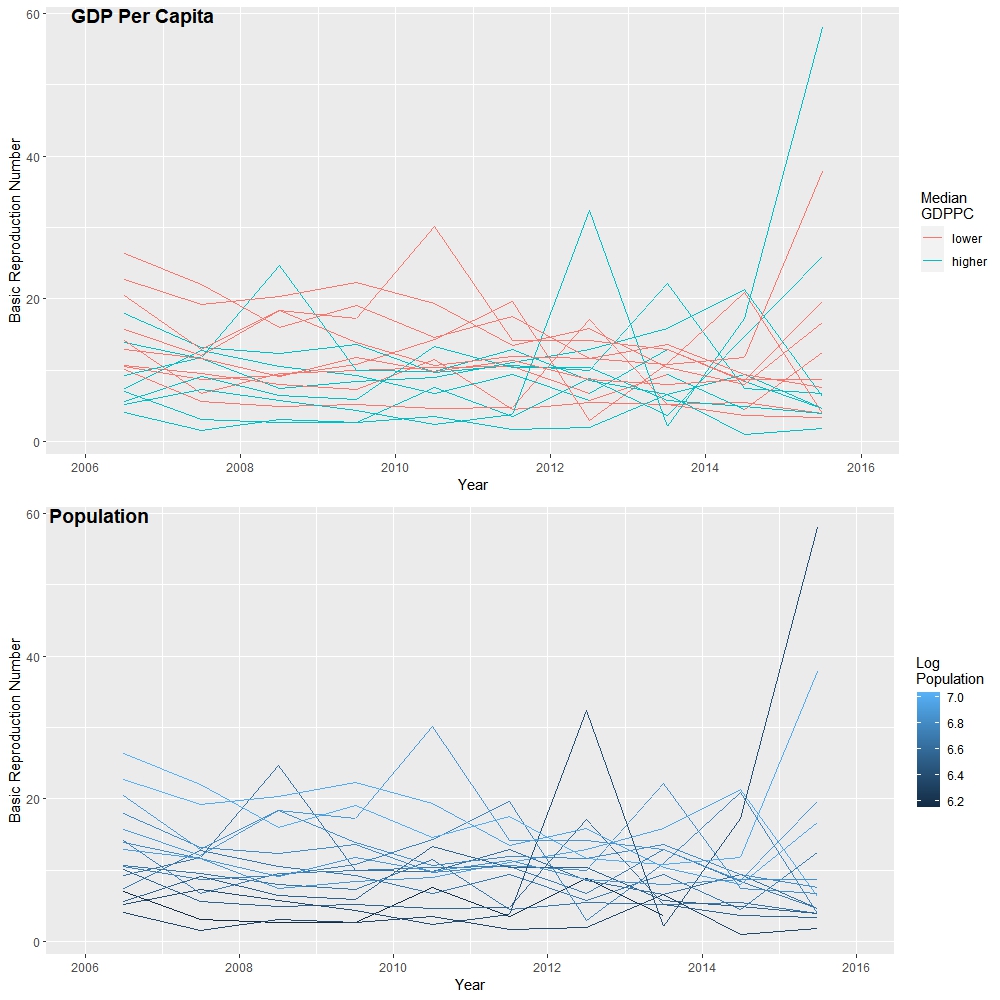 GDP Per Capita
60
40
20
0
Basic Reproduction Number
2006 2008 2010 2012 2014 2016
Year
Median
GDPPC
lower
higher
Population
60
40
20
0
Basic Reproduction Number
2006 2008 2010 2012 2014 2016
Year
Log
Population
7.0
6.8
6.6
6.4
6.2